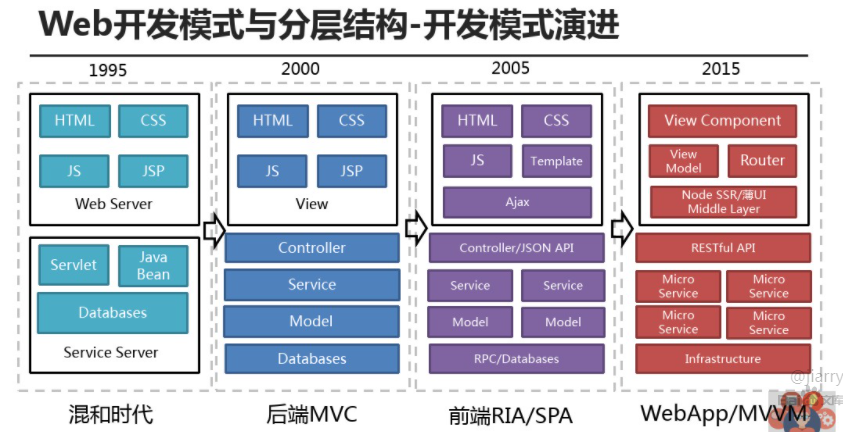 Web开发模式与分层结构-开发模式演进
1995
2000
2005
2015
HTML
CSS
JS
JSP
Web Server
Servlet
Java
Bean
Databases
Service Server
混和时代
HTML
CSS
JS
JSP
View
Controller
Service
Model
Databases
后端MVC
HTML
CSS
JS
Template
Ajax
Controller/JSON API
Service
Service
Model
Model
RPC/Databases
前端RIA/SPA
View Component
View
Model
Router
Node SSR/薄UI
Middle Layer
RESTful API
Micro
Service
Micro
Service
Micro
Service
Micro
Service
Infrastructure
WebApp/MVVM
@jiarry
文库